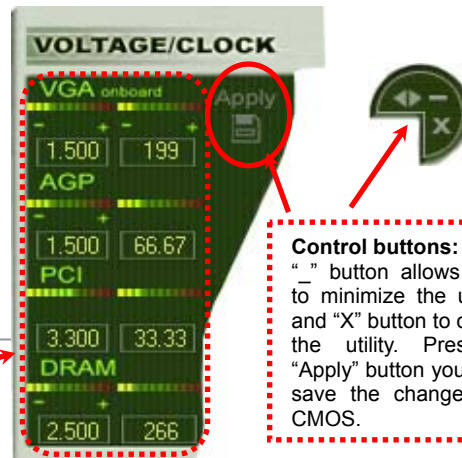 VOLTAGE/CLOCK
VGA onboard
Apply
- + - +
1.500 199
AGP
- +
1.500 66.67
PCI
3.300 33.33
DRAM
- +
2.500 266
– X
Control buttons:
“_” button allows
to minimize the
and “X” button to
the utility. Pres
“Apply” button you
save the change
CMOS.